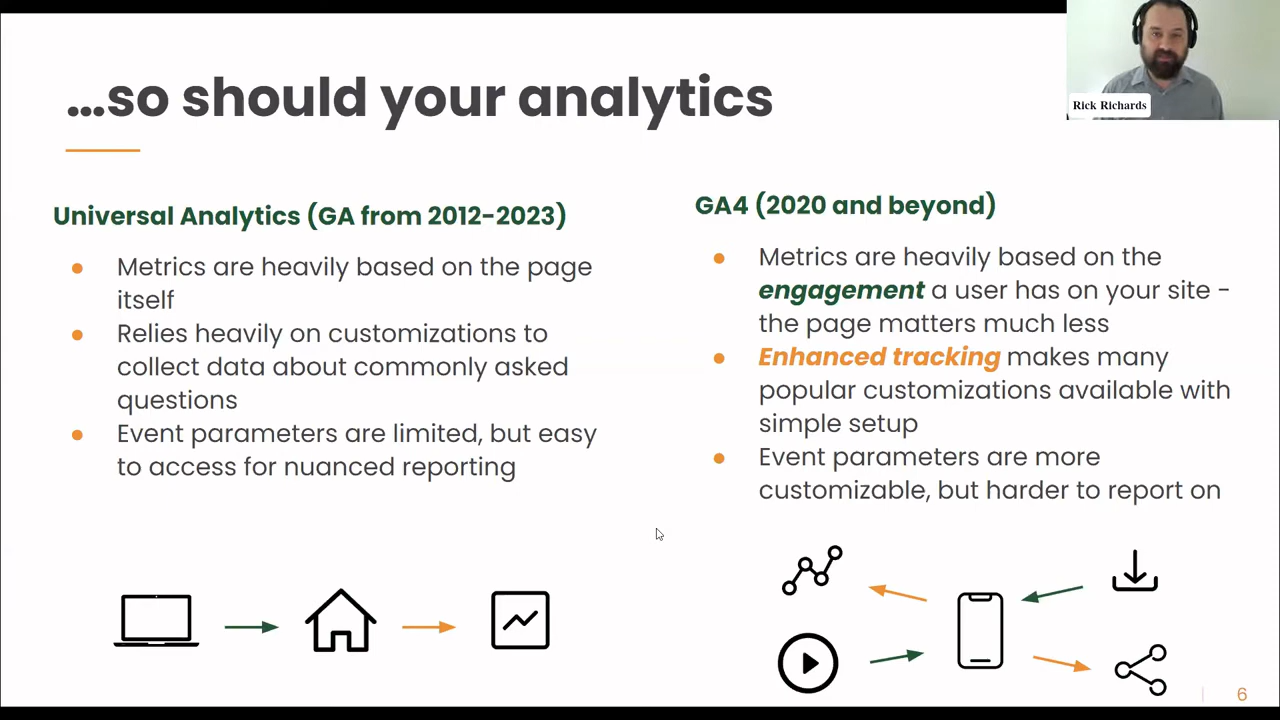 ...so should your analytics
Rick Richards
Universal Analytics (GA from 2012-2023)
● Metrics are heavily based on the page
itself
● Relies heavily on customizations to
collect data about commonly asked
questions
● Event parameters are limited, but easy
to access for nuanced reporting
GA4 (2020 and beyond)
● Metrics are heavily based on the
engagement a user has on your site -
the page matters much less
● Enhanced tracking makes many
popular customizations available with
simple setup
● Event parameters are more
customizable, but harder to report on
6